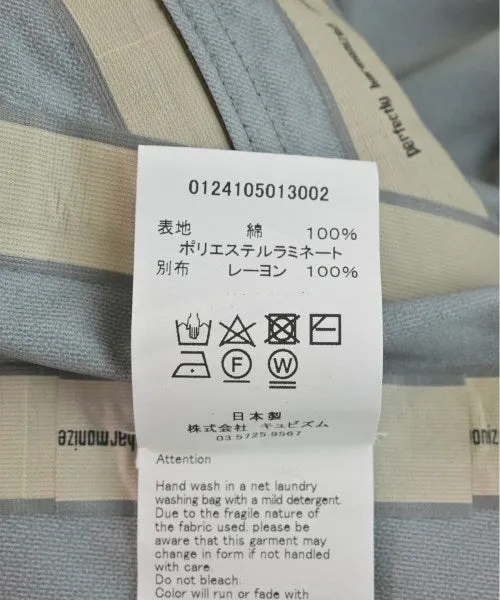 perfectly harmonized
0124105013002
表地 綿 100%
ポリエステルラミネート
別布 レーヨン 100%
F W
日本製
株式会社 キュビズム
03.5725.9567
harmonize
Attention
Hand wash in a net laundry
washing bag with a mild detergent.
Due to the fragile nature of
the fabric used. please be
aware that this garment may
change in form if not handled
with care.
Do not bleach.
Color will run or fade with